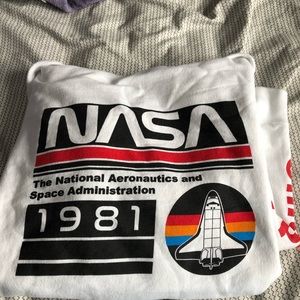 NASA
The National Aeronautics and
Space Administration
1981